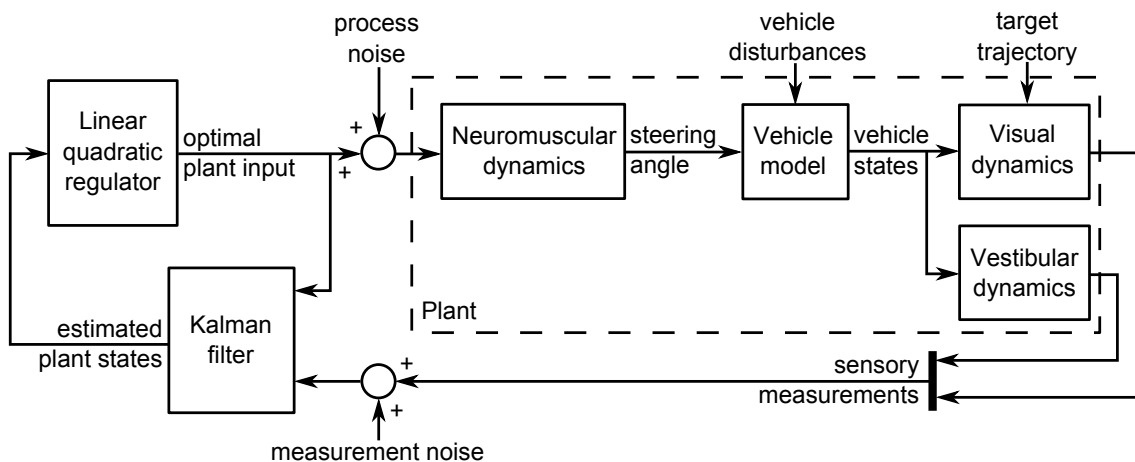 process
noise
vehicle
disturbances
target
trajectory
Linear
quadratic
regulator
optimal
plant input
+
+
Neuromuscular
dynamics
steering
angle
Vehicle
model
vehicle
states
Visual
dynamics
Vestibular
dynamics
Plant
estimated
plant states
Kalman
filter
+
+
sensory
measurements
measurement noise